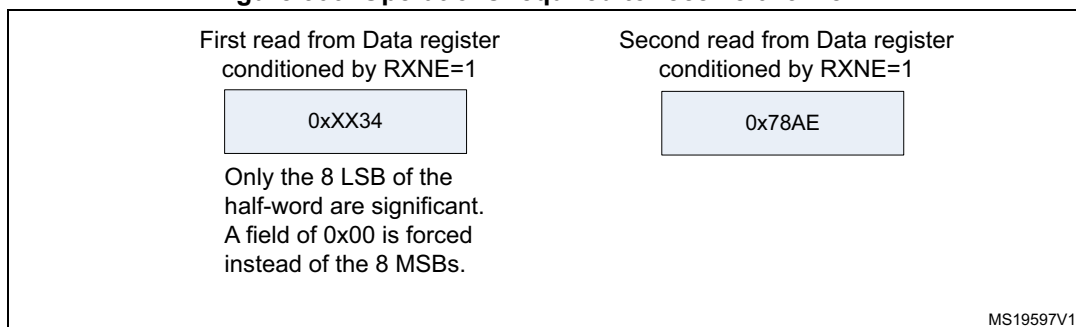 First read from Data register
conditioned by RXNE=1
0xXX34
Only the 8 LSB of the
half-word are significant.
A field of 0x00 is forced
instead of the 8 MSBs.
Second read from Data register
conditioned by RXNE=1
0x78AE
MS19597V1